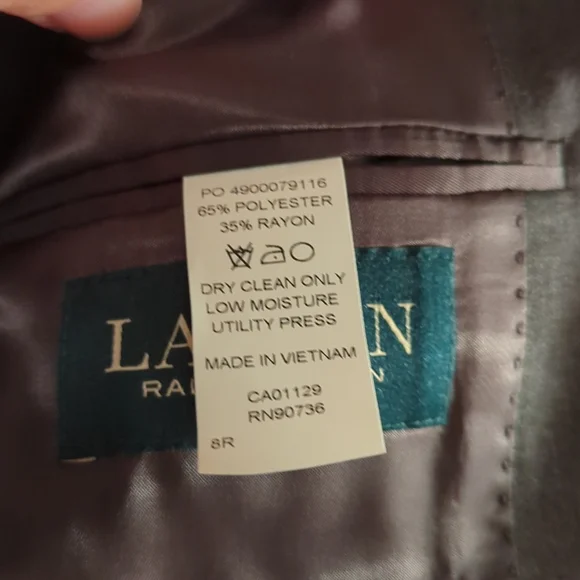 PO 4900079116
65% POLYESTER
35% RAYON
DRY CLEAN ONLY
LOW MOISTURE
UTILITY PRESS
MADE IN VIETNAM
CA01129
RN90736
8R